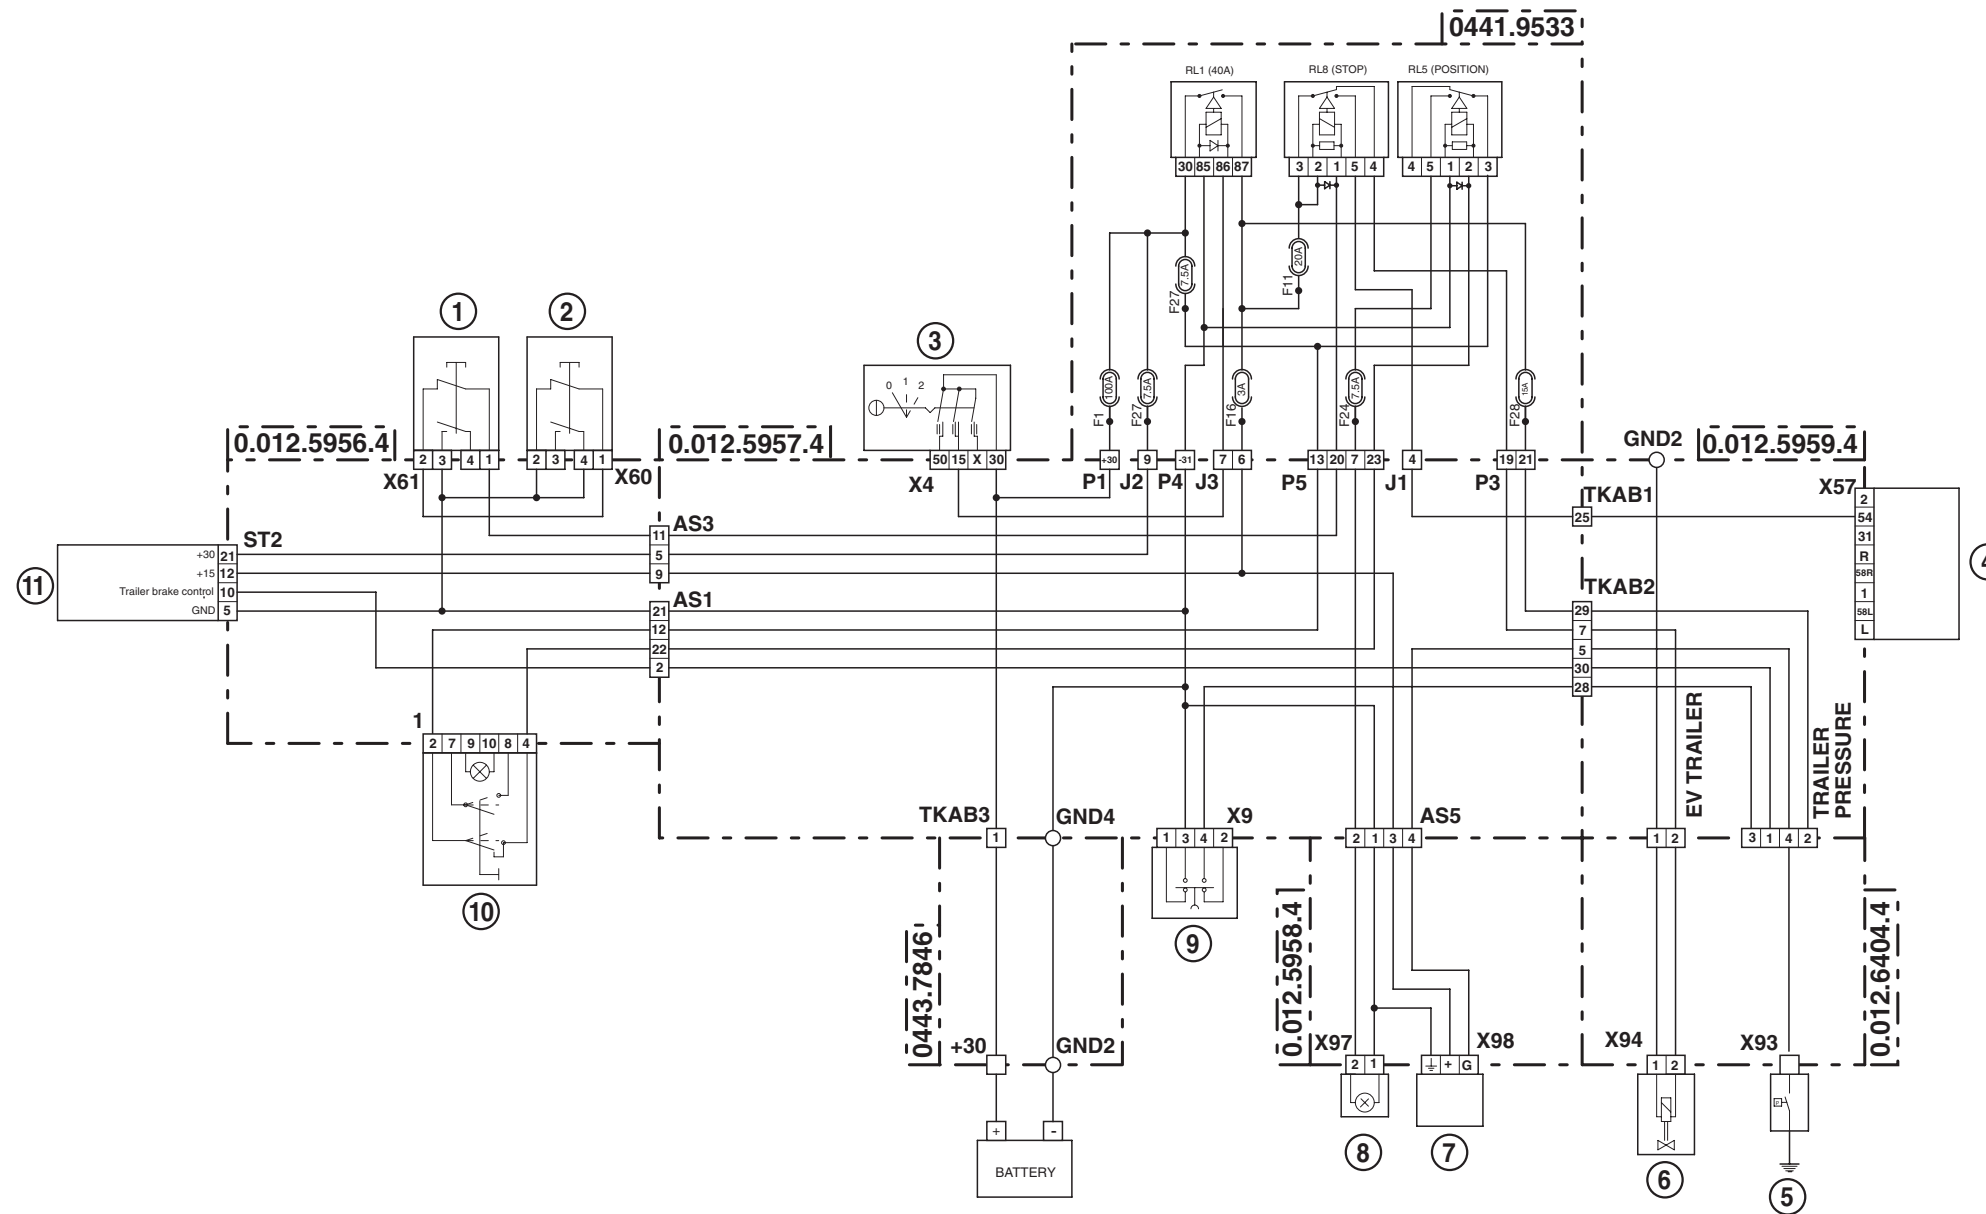 0441.9533
RL1 (40A)
RL8 (STOP)
RL5 (POSITION)
30 85 86 87
3 2 1 5 4
4 5 1 2 3
20A
F11
7.5A
F27
1 2
3
0 1 2
100A
F1
7.5A
F27
3A
F16
7.5A
F24
15A
F28
0.012.5956.4
0.012.5957.4
GND2
0.012.5959.4
2 3 4 1
2 3 4 1
50 15 X 30
+30
9
-31
7 6
13 20 7 23
4
19 21
X61
X60
X4
P1
J2
P4
J3
P5
J1
P3
TKAB1
25
X57
2
54
31
R
58R
1
58L
L
4
AS3
11
5
9
ST2
+30 21
+15 12
Trailer brake control 10
GND 5
11
AS1
21
12
22
2
TKAB2
29
7
5
30
28
EV TRAILER
TRAILER
PRESSURE
1
2 7 9 10 8 4
10
TKAB3
1
GND4
X9
1 3 4 2
9
AS5
2 1 3 4
1 2
3 1 4 2
0443.7846
0.012.5958.4
0.012.6404.4
+30
GND2
X97
2 1
X98
+ G
X94
1 2
X93
P
+ -
BATTERY
8
7
6
5